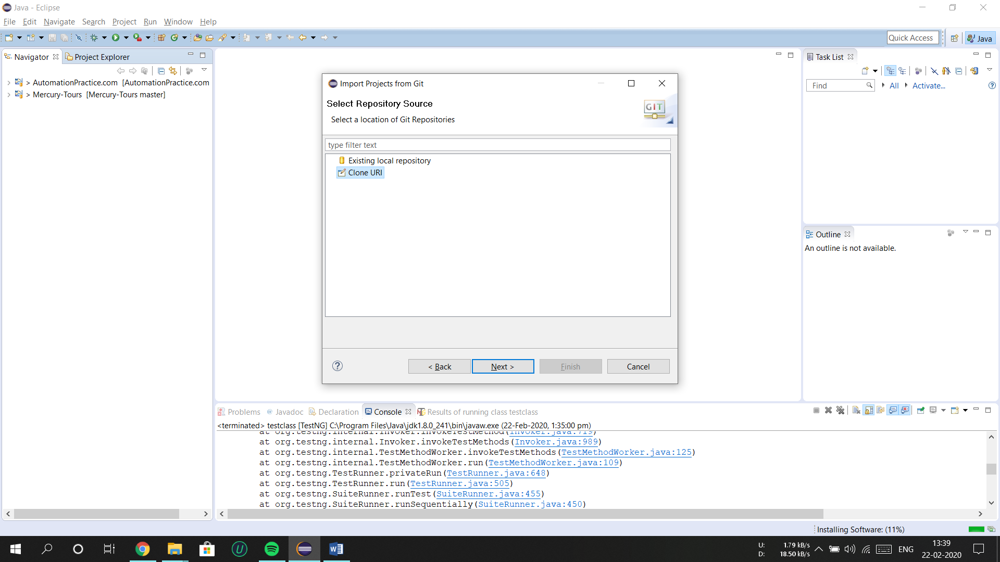 Java - Eclipse
File Edit Navigate Search Project Run Window Help
Quick Access
Java
Navigator
Project Explorer
> AutomationPractice.com [AutomationPractice.com
> Mercury-Tours [Mercury-Tours master]
Import Projects from Git
Select Repository Source
Select a location of Git Repositories
GIT
type filter text
Existing local repository
Clone URI
< Back
Next >
Finish
Cancel
Task List
Find
All
Activate...
Outline
An outline is not available.
Problems
@ Javadoc
Declaration
Console
Results of running class testclass
<terminated> testclass [TestNG] C:\Program Files\Java\jdk1.8.0_241\bin\javaw.exe (22-Feb-2020, 1:35:00 pm)
at org.testng.internal.Invoker.invokeTestMethod(Invoker.java:719)
at org.testng.internal.Invoker.invokeTestMethods(Invoker.java:989)
at org.testng.internal.TestMethodWorker.invokeTestMethods(TestMethodWorker.java:125)
at org.testng.internal.TestMethodWorker.run(TestMethodWorker.java:109)
at org.testng.TestRunner.privateRun(TestRunner.java:648)
at org.testng.TestRunner.run(TestRunner.java:505)
at org.testng.SuiteRunner.runTest(SuiteRunner.java:455)
at org.testng.SuiteRunner.runSequentially(SuiteRunner.java:450)
Installing Software: (11%)
U: 1.79 kB/s
D: 18.50 kB/s
ENG
13:39
22-02-2020